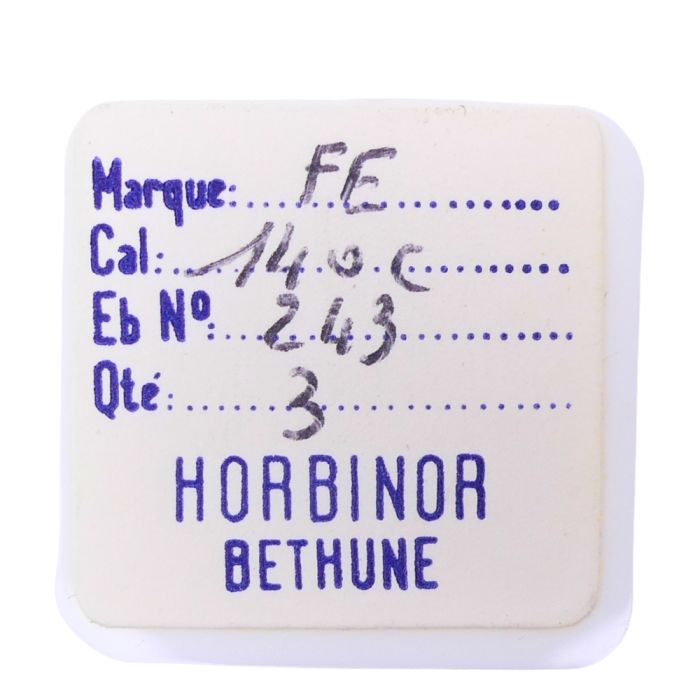 Marque: FE
Cal: 140 C
Eb Nº: 243
Qté: 3
HORBINOR
BETHUNE